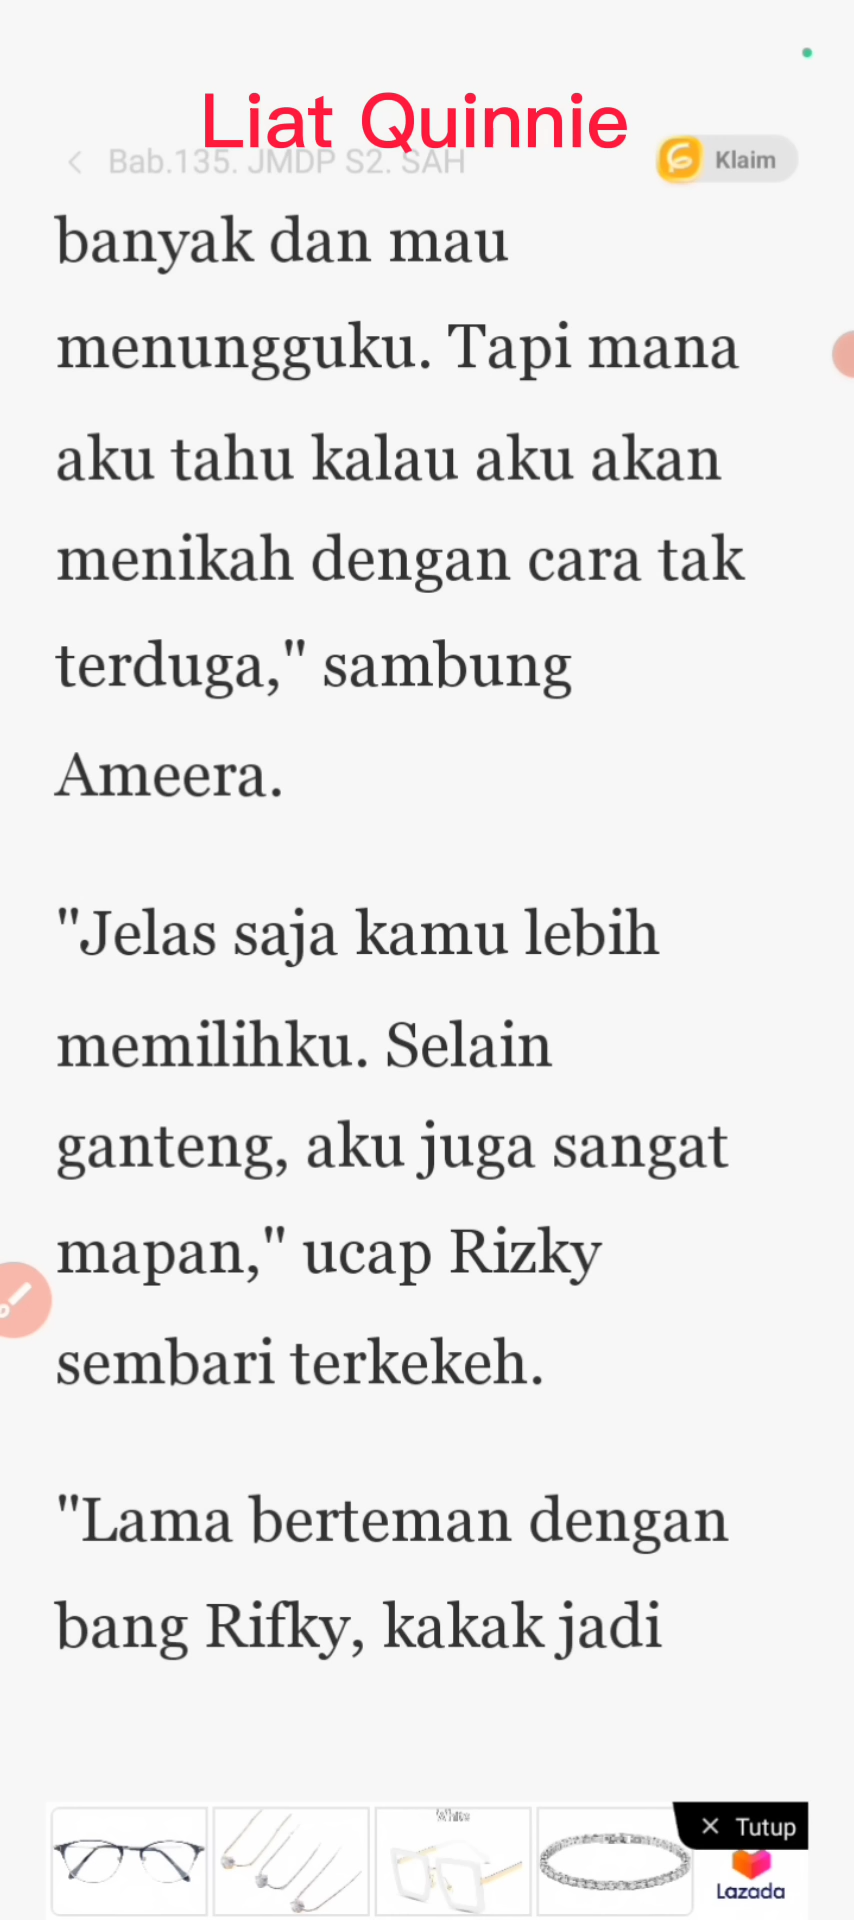 Liat Quinnie
Bab.135. JMDP S2. SAH
Klaim
banyak dan mau
menungguku. Tapi mana
aku tahu kalau aku akan
menikah dengan cara tak
terduga," sambung
Ameera.
"Jelas saja kamu lebih
memilihku. Selain
ganteng, aku juga sangat
mapan," ucap Rizky
sembari terkekeh.
"Lama berteman dengan
bang Rifky, kakak jadi
White
Tutup
Lazada